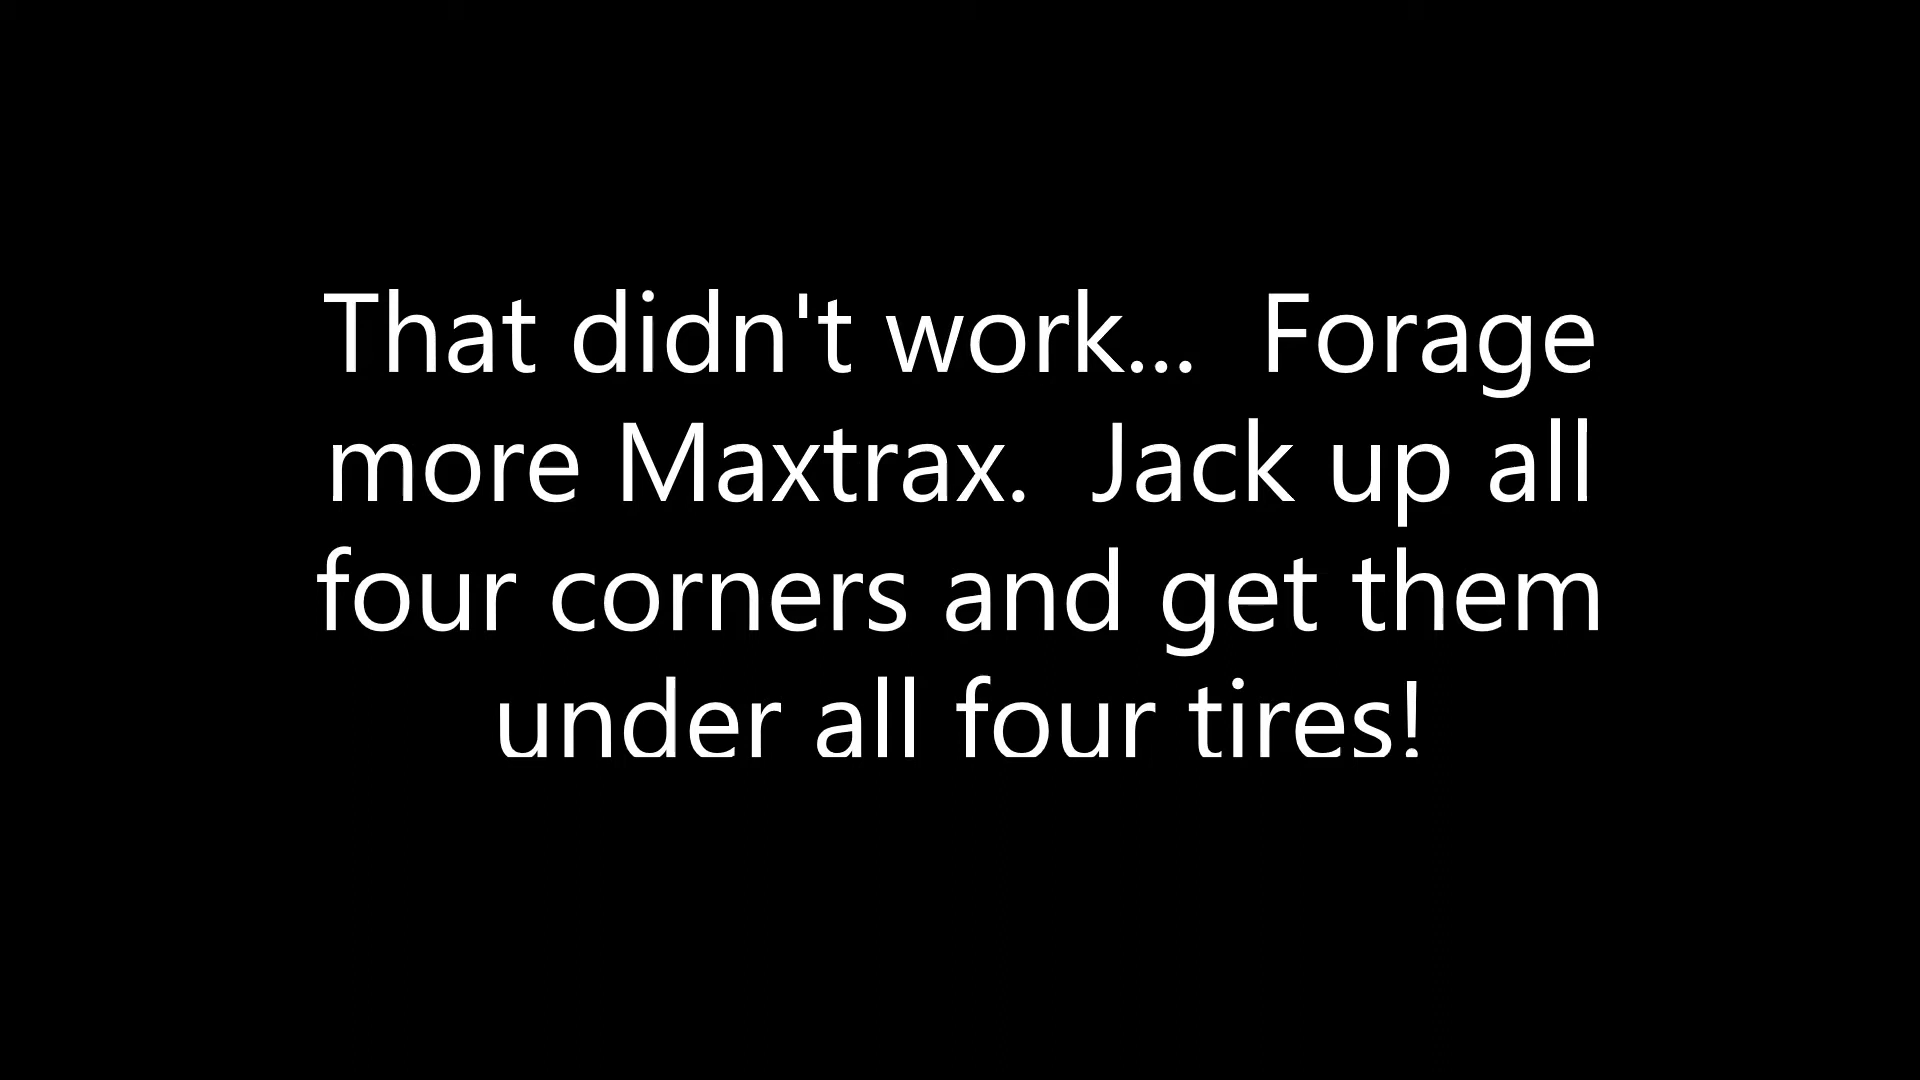 That didn't work...  Forage
more Maxtrax.  Jack up all
four corners and get them
under all four tires!